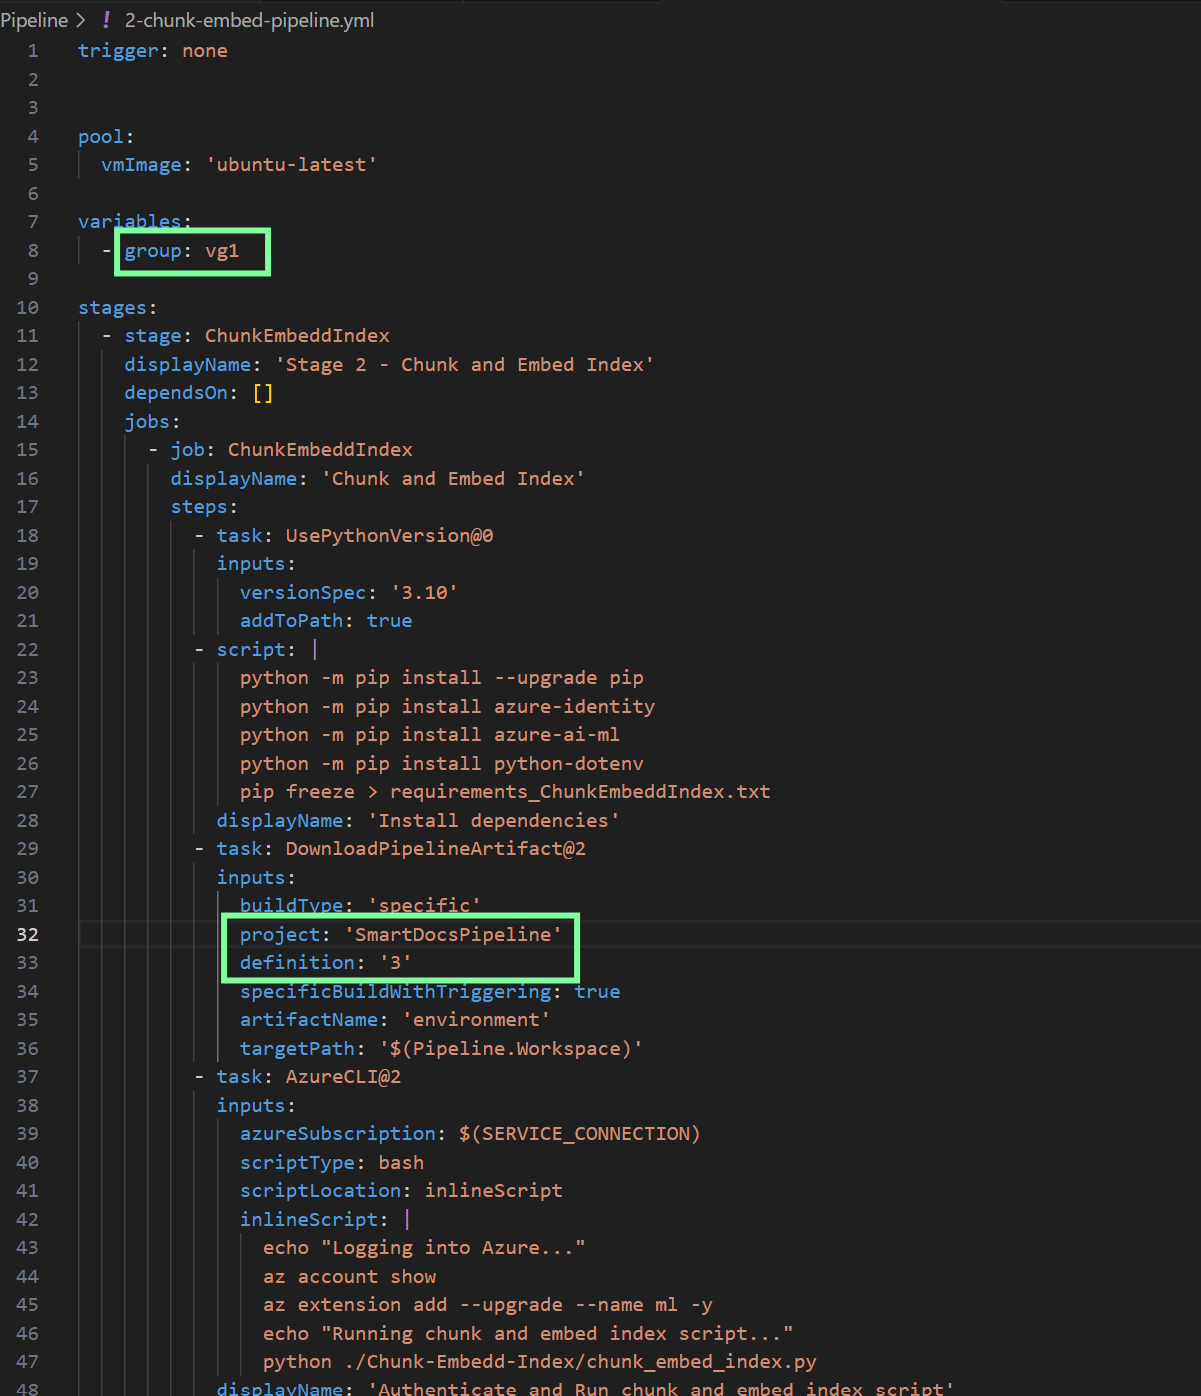 Pipeline > ! 2-chunk-embed-pipeline.yml
1 trigger: none
2
3
4 pool:
5 vmImage: 'ubuntu-latest'
6
7 variables:
8 - group: vg1
9
10 stages:
11 - stage: ChunkEmbeddIndex
12 displayName: 'Stage 2 - Chunk and Embed Index'
13 dependsOn: []
14 jobs:
15 - job: ChunkEmbeddIndex
16 displayName: 'Chunk and Embed Index'
17 steps:
18 - task: UsePythonVersion@0
19 inputs:
20 versionSpec: '3.10'
21 addToPath: true
22 - script: |
23 python -m pip install --upgrade pip
24 python -m pip install azure-identity
25 python -m pip install azure-ai-ml
26 python -m pip install python-dotenv
27 pip freeze > requirements_ChunkEmbeddIndex.txt
28 displayName: 'Install dependencies'
29 - task: DownloadPipelineArtifact@2
30 inputs:
31 buildType: 'specific'
32 project: 'SmartDocsPipeline'
33 definition: '3'
34 specificBuildWithTriggering: true
35 artifactName: 'environment'
36 targetPath: '$(Pipeline.Workspace)'
37 - task: AzureCLI@2
38 inputs:
39 azureSubscription: $(SERVICE_CONNECTION)
40 scriptType: bash
41 scriptLocation: inlineScript
42 inlineScript: |
43 echo "Logging into Azure..."
44 az account show
45 az extension add --upgrade --name ml -y
46 echo "Running chunk and embed index script..."
47 python ./Chunk-Embedd-Index/chunk_embed_index.py
48 displayName: 'Authenticate and Run chunk and embed index script'